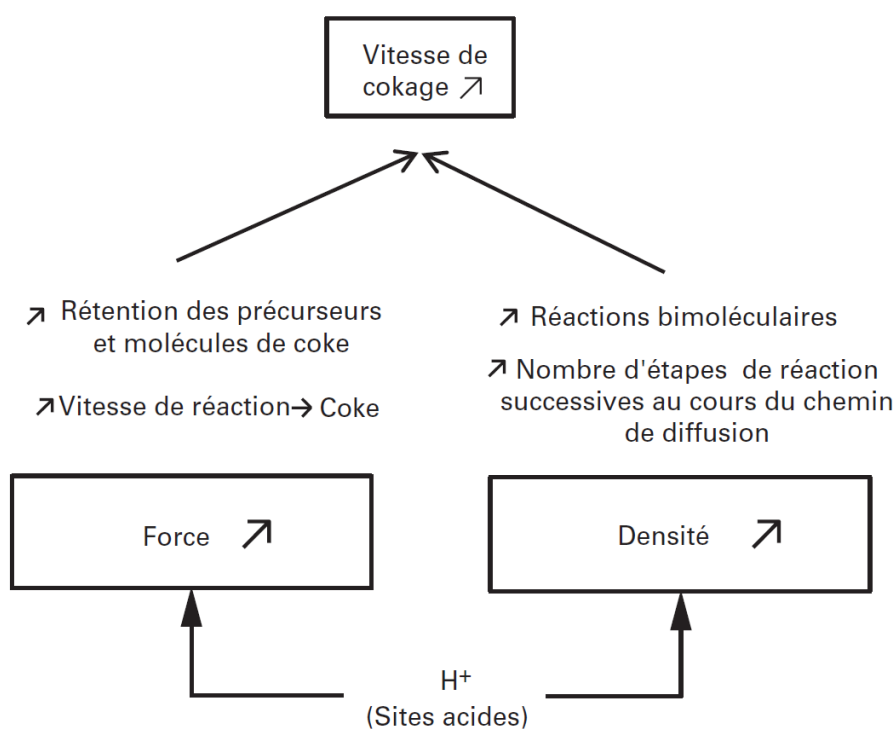 Vitesse de
cokage ↗
↗ Rétention des précurseurs
et molécules de coke
↗ Vitesse de réaction → Coke
↗ Réactions bimoléculaires
↗ Nombre d'étapes de réaction
successives au cours du chemin
de diffusion
Force ↗
Densité ↗
H⁺
(Sites acides)